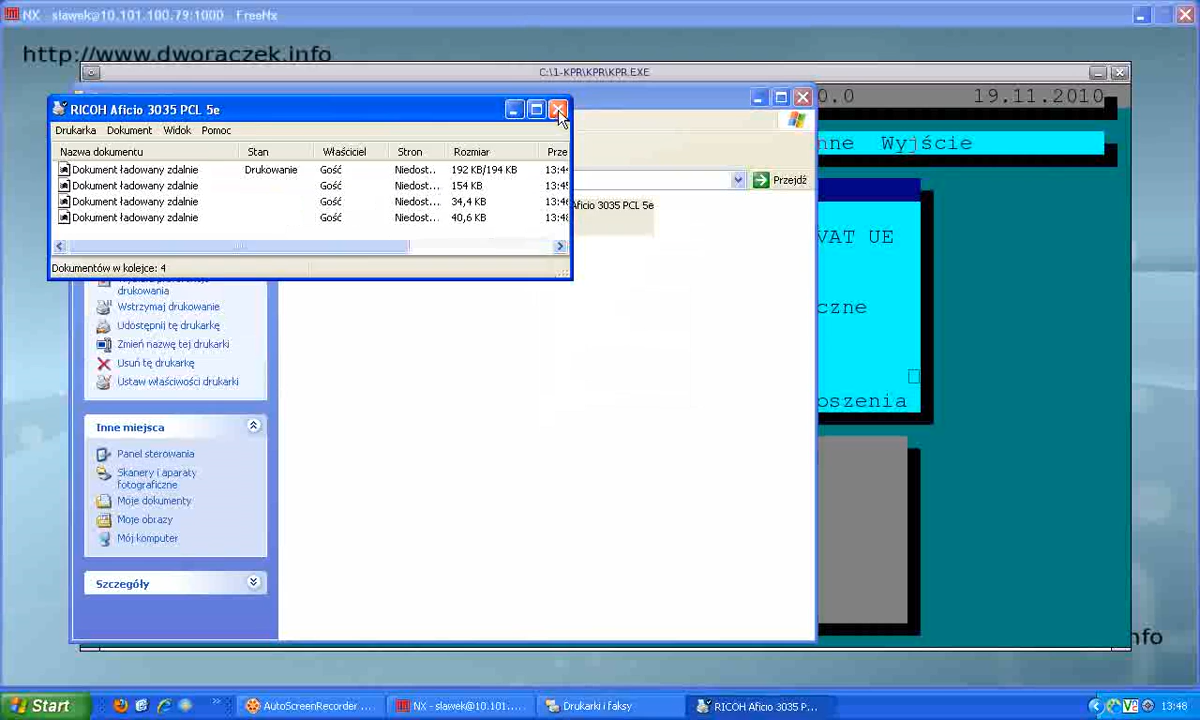 NX - slawek@10.101.100.79:1000 - FreeNx
http://www.dworaczek.info
C:\1-KPR\KPR\KPR.EXE
0.0 19.11.2010
nne Wyjście
RICOH Aficio 3035 PCL 5e
Drukarka Dokument Widok Pomoc
Nazwa dokumentu Stan Właściciel Stron Rozmiar Prze
Dokument ładowany zdalnie Drukowanie Gość Niedost... 192 KB/194 KB 13:44
Dokument ładowany zdalnie Gość Niedost... 154 KB 13:45
Dokument ładowany zdalnie Gość Niedost... 34,4 KB 13:46
Dokument ładowany zdalnie Gość Niedost... 40,6 KB 13:48
Dokumentów w kolejce: 4
Przejdź
Aficio 3035 PCL 5e
VAT UE
czne
oszenia
drukowania
Wstrzymaj drukowanie
Udostępnij tę drukarkę
Zmień nazwę tej drukarki
Usuń tę drukarkę
Ustaw właściwości drukarki
Inne miejsca
Panel sterowania
Skanery i aparaty
fotograficzne
Moje dokumenty
Moje obrazy
Mój komputer
Szczegóły
nfo
Start
AutoScreenRecorder ...
NX - slawek@10.101....
Drukarki i faksy
RICOH Aficio 3035 P...
V2
13:48